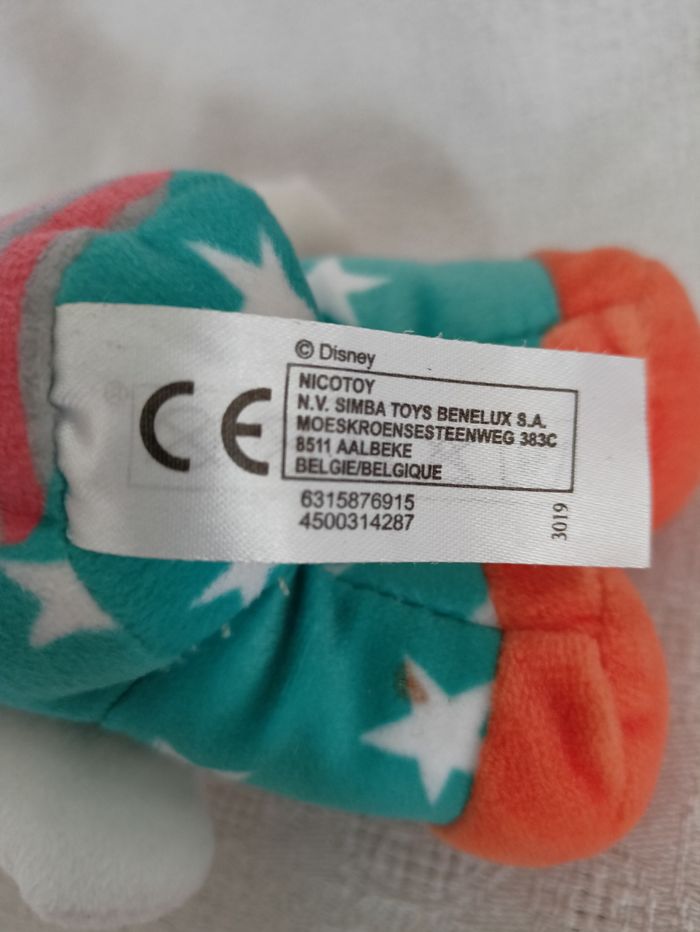 © Disney
CE
NICOTOY
N.V. SIMBA TOYS BENELUX S.A.
MOESKROENSESTEENWEG 383C
8511 AALBEKE
BELGIE/BELGIQUE
6315876915
4500314287
3019